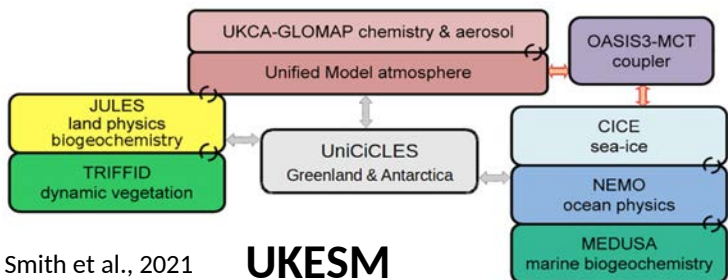 UKCA-GLOMAP chemistry & aerosol
Unified Model atmosphere
OASIS3-MCT
coupler
JULES
land physics
biogeochemistry
TRIFFID
dynamic vegetation
UniCiCLES
Greenland & Antarctica
CICE
sea-ice
NEMO
ocean physics
MEDUSA
marine biogeochemistry
Smith et al., 2021
UKESM